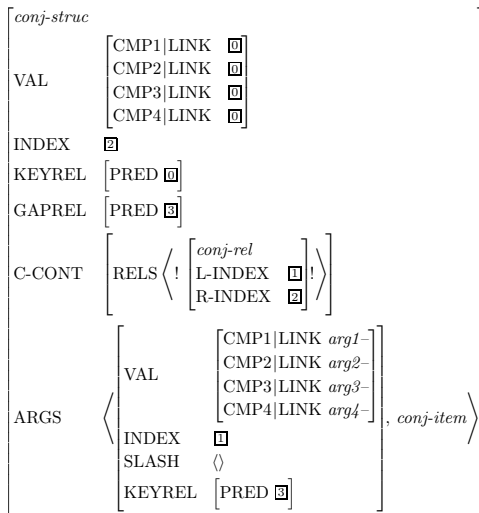 conj-struc
VAL
CMP1|LINK 0
CMP2|LINK 0
CMP3|LINK 0
CMP4|LINK 0
INDEX 2
KEYREL [PRED 0]
GAPREL [PRED 3]
C-CONT [RELS ⟨! [conj-rel
L-INDEX 1
R-INDEX 2] !⟩]
ARGS
VAL
CMP1|LINK arg1–
CMP2|LINK arg2–
CMP3|LINK arg3–
CMP4|LINK arg4–
INDEX 1
SLASH ⟨⟩
KEYREL [PRED 3]
, conj-item